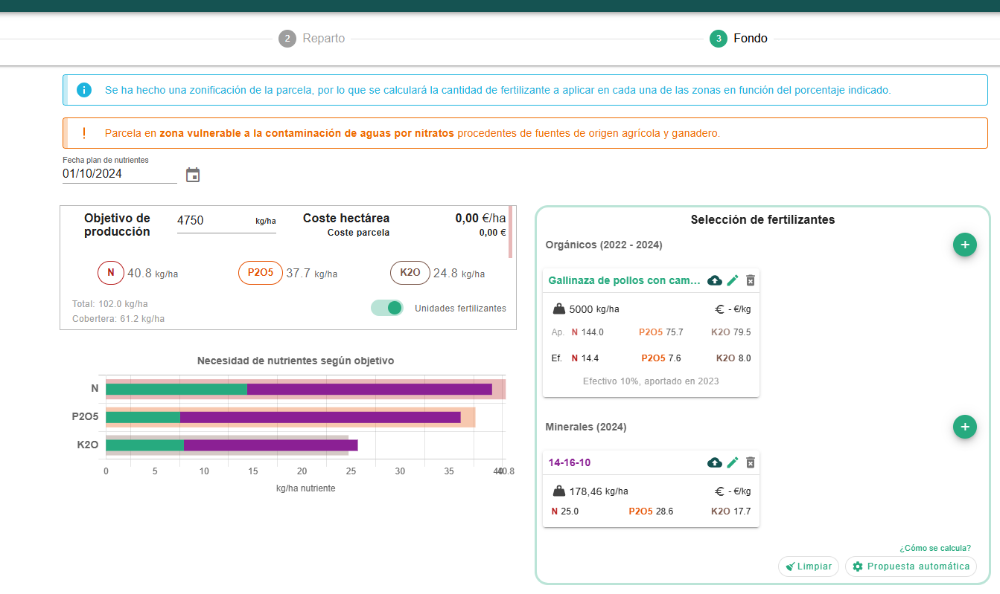 2 Reparto
3 Fondo
Se ha hecho una zonificación de la parcela, por lo que se calculará la cantidad de fertilizante a aplicar en cada una de las zonas en función del porcentaje indicado.
Parcela en zona vulnerable a la contaminación de aguas por nitratos procedentes de fuentes de origen agrícola y ganadero.
Fecha plan de nutrientes
01/10/2024
Objetivo de producción 4750 kg/ha
Coste hectárea 0,00 €/ha
Coste parcela 0,00 €
N 40.8 kg/ha P2O5 37.7 kg/ha K2O 24.8 kg/ha
Total: 102.0 kg/ha
Cobertera: 61.2 kg/ha
Unidades fertilizantes
Necesidad de nutrientes según objetivo
N
P2O5
K2O
0 5 10 15 20 25 30 35 40 40.8
kg/ha nutriente
Selección de fertilizantes
Orgánicos (2022 - 2024)
+
Gallinaza de pollos con cam...
5000 kg/ha € - €/kg
Ap. N 144.0 P2O5 75.7 K2O 79.5
Ef. N 14.4 P2O5 7.6 K2O 8.0
Efectivo 10%, aportado en 2023
Minerales (2024)
+
14-16-10
178,46 kg/ha € - €/kg
N 25.0 P2O5 28.6 K2O 17.7
¿Cómo se calcula?
Limpiar
Propuesta automática